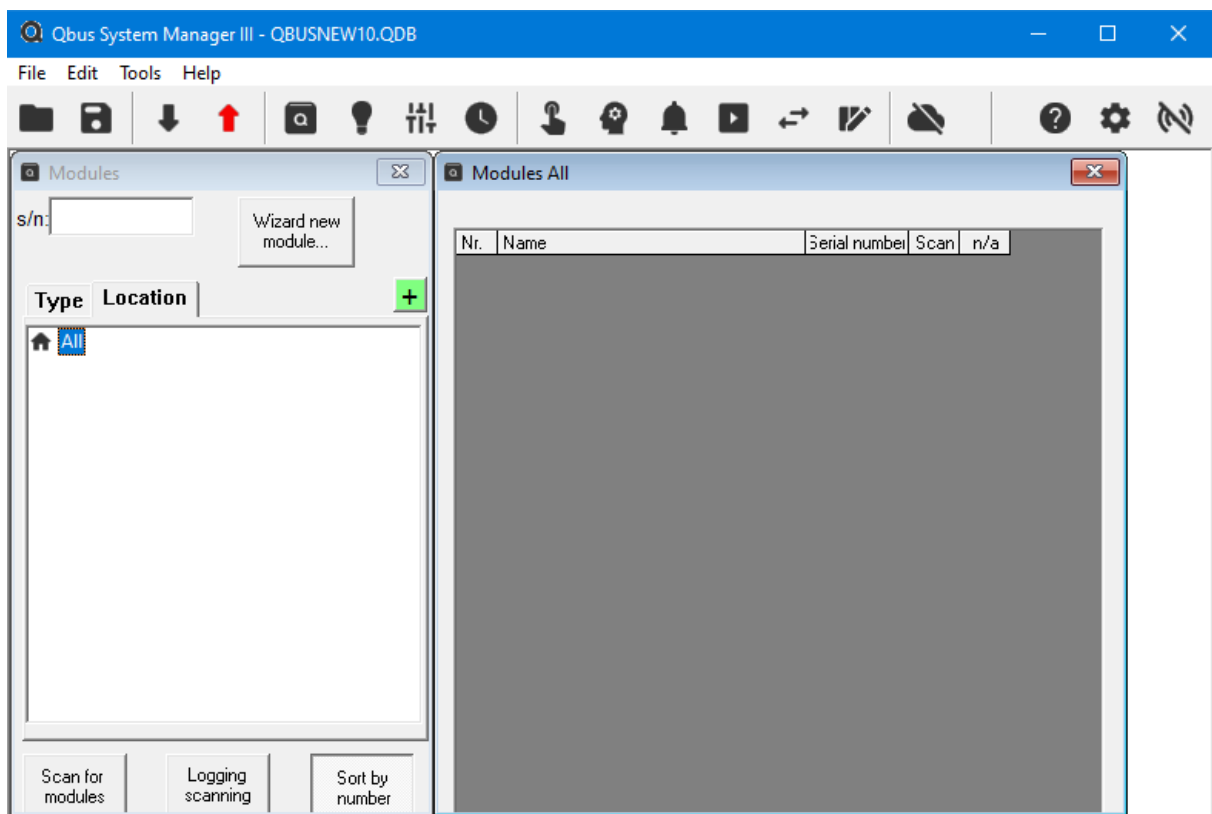 Qbus System Manager III - QBUSNEW10.QDB
File Edit Tools Help
Modules
s/n:
Wizard new
module...
Type Location
+
All
Scan for
modules
Logging
scanning
Sort by
number
Modules All
Nr. Name Serial number Scan n/a